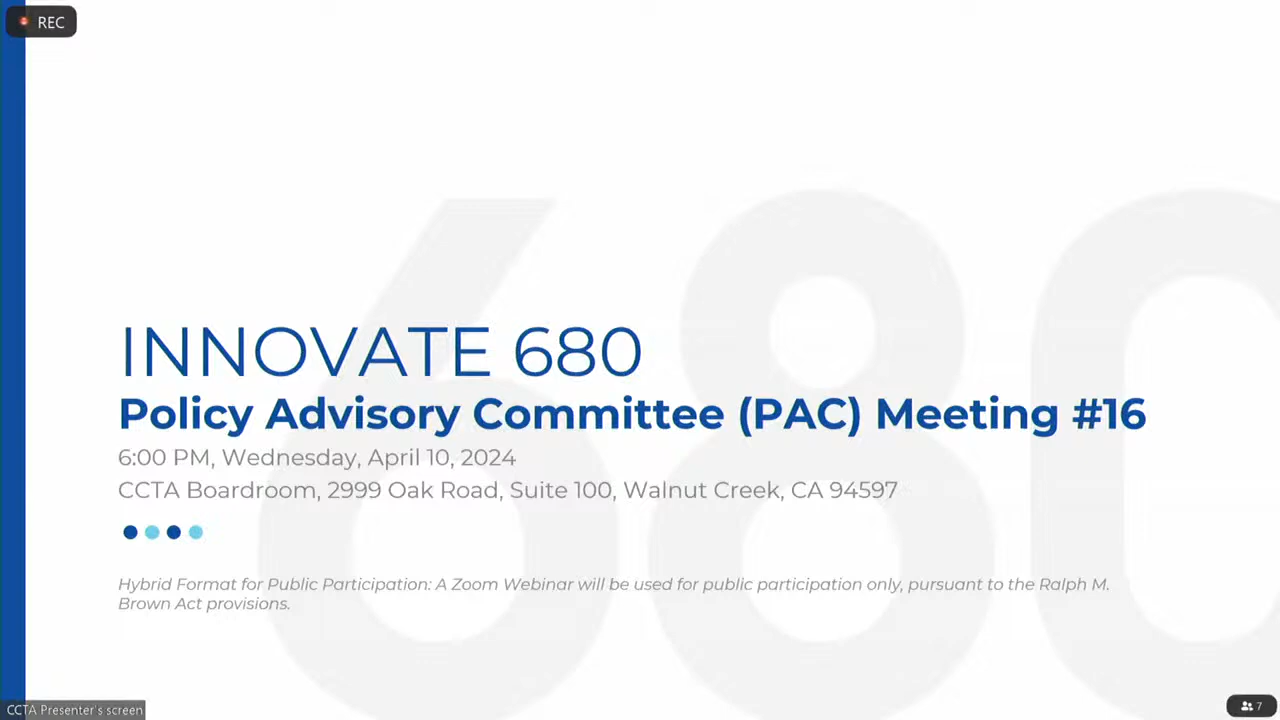 REC
INNOVATE 680
Policy Advisory Committee (PAC) Meeting #16
6:00 PM, Wednesday, April 10, 2024
CCTA Boardroom, 2999 Oak Road, Suite 100, Walnut Creek, CA 94597
Hybrid Format for Public Participation: A Zoom Webinar will be used for public participation only, pursuant to the Ralph M.
Brown Act provisions.
680
CCTA Presenter's screen
7